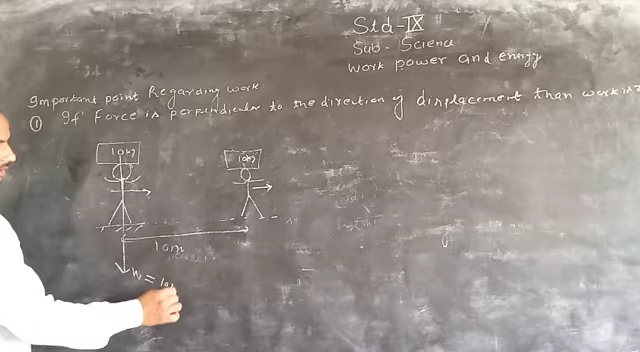 Std-IX
Sub- Science
work power and energy
Important point Regarding work
① If Force is perpendicular to the direction of displacement than work is
10kg
10kg
10m
W = 10